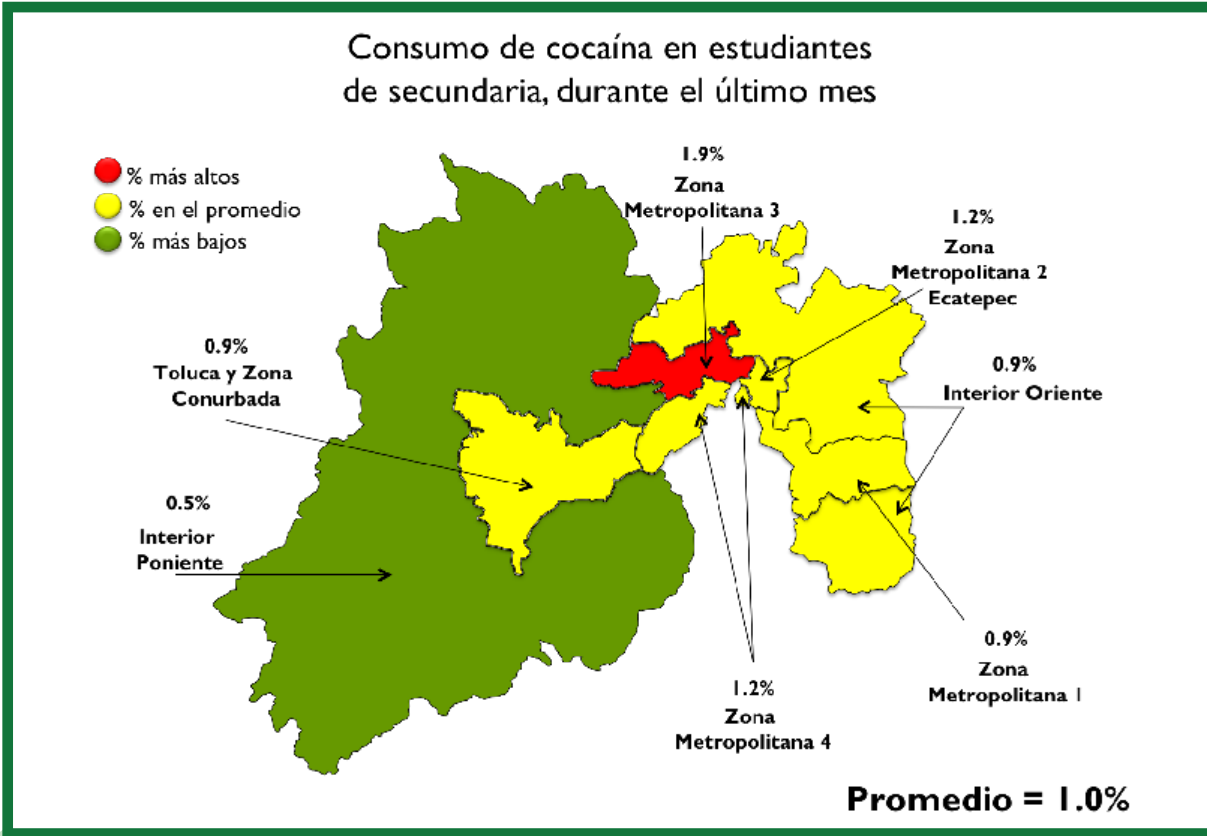 Consumo de cocaína en estudiantes
de secundaria, durante el último mes
% más altos
% en el promedio
% más bajos
1.9%
Zona
Metropolitana 3
1.2%
Zona
Metropolitana 2
Ecatepec
0.9%
Toluca y Zona
Conurbada
0.9%
Interior Oriente
0.5%
Interior
Poniente
0.9%
Zona
Metropolitana 1
1.2%
Zona
Metropolitana 4
Promedio = 1.0%